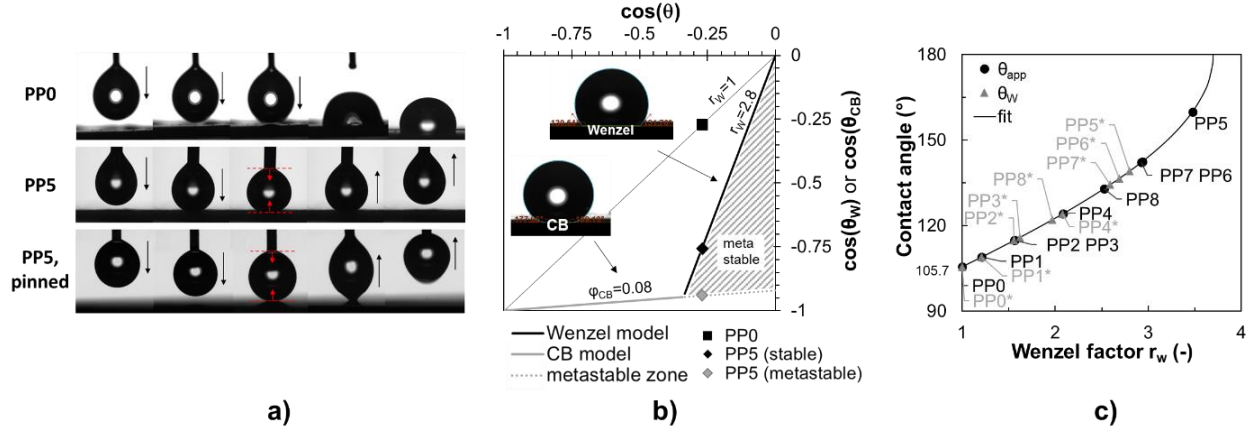 PP0
PP5
PP5,
pinned
a)
cos(θ)
-1
-0.75
-0.5
-0.25
0
0
-0.25
-0.5
-0.75
-1
cos(θW) or cos(θCB)
rW=1
rW=2.8
Wenzel
CB
meta
stable
φCB=0.08
Wenzel model
CB model
metastable zone
PP0
PP5 (stable)
PP5 (metastable)
b)
180
150
120
105.7
90
Contact angle (°)
θapp
θW
fit
PP5*
PP6*
PP7*
PP8*
PP3*
PP2*
PP5
PP7 PP6
PP8
PP4
PP4*
PP2 PP3
PP1
PP1*
PP0
PP0*
1
2
3
4
Wenzel factor rw (-)
c)